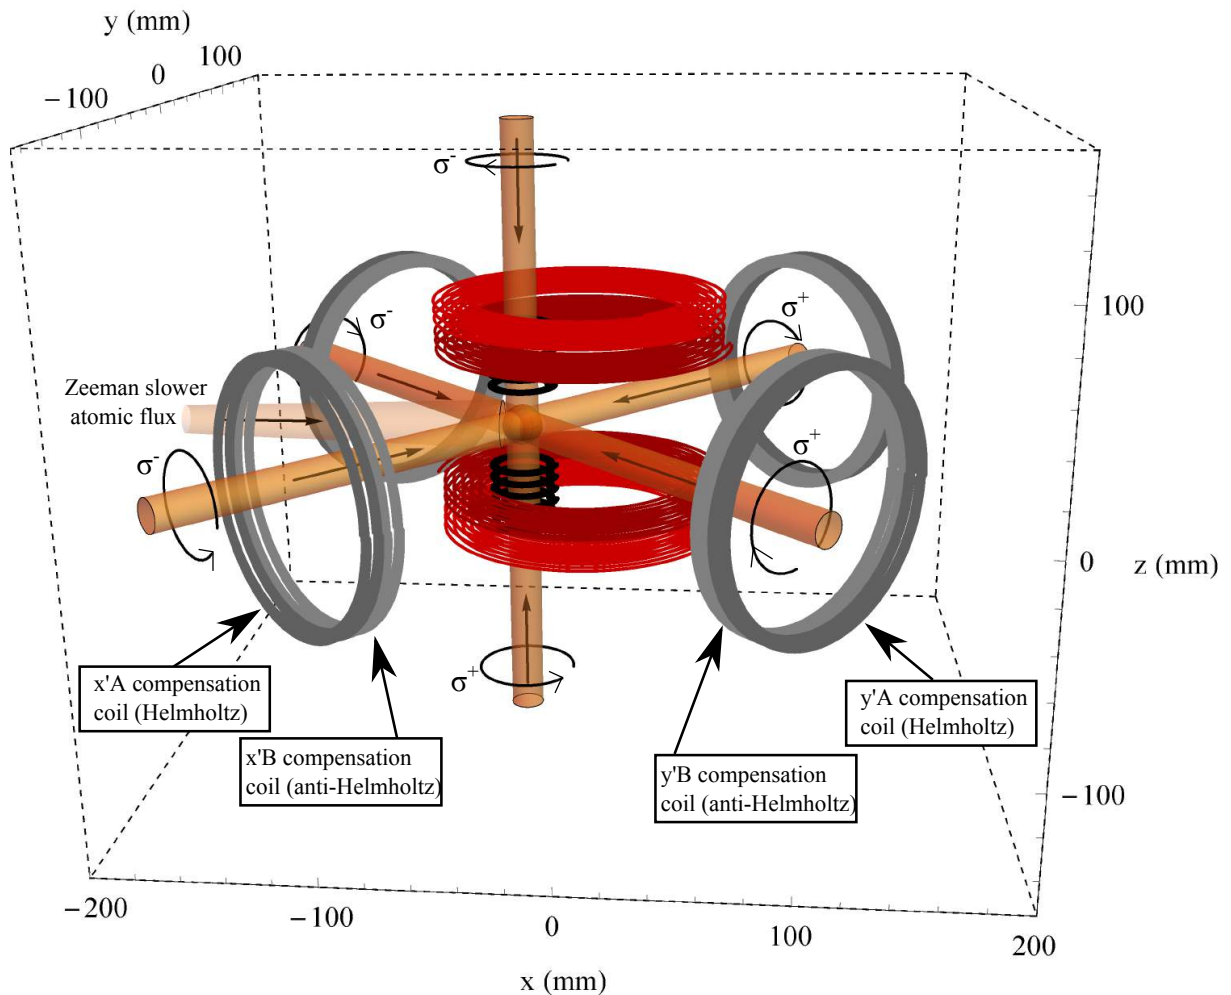 y (mm)
−100
0
100
σ⁻
σ⁻
σ⁺
Zeeman slower
atomic flux
σ⁻
σ⁺
σ⁺
100
0
z (mm)
−100
x'A compensation
coil (Helmholtz)
x'B compensation
coil (anti-Helmholtz)
y'B compensation
coil (anti-Helmholtz)
y'A compensation
coil (Helmholtz)
−200
−100
0
100
200
x (mm)